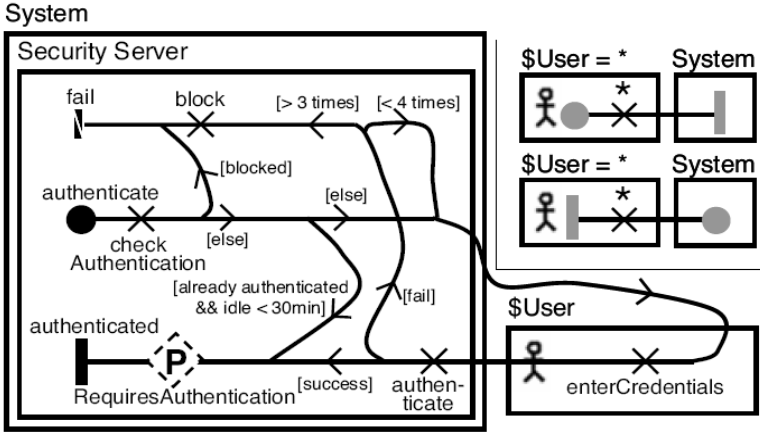 System
Security Server
fail
block
[> 3 times]
[< 4 times]
[blocked]
authenticate
[else]
check
Authentication
[else]
[already authenticated
&& idle < 30min]
[fail]
authenticated
P
RequiresAuthentication
[success]
authen-
ticate
$User = *
System
*
$User = *
System
*
$User
enterCredentials